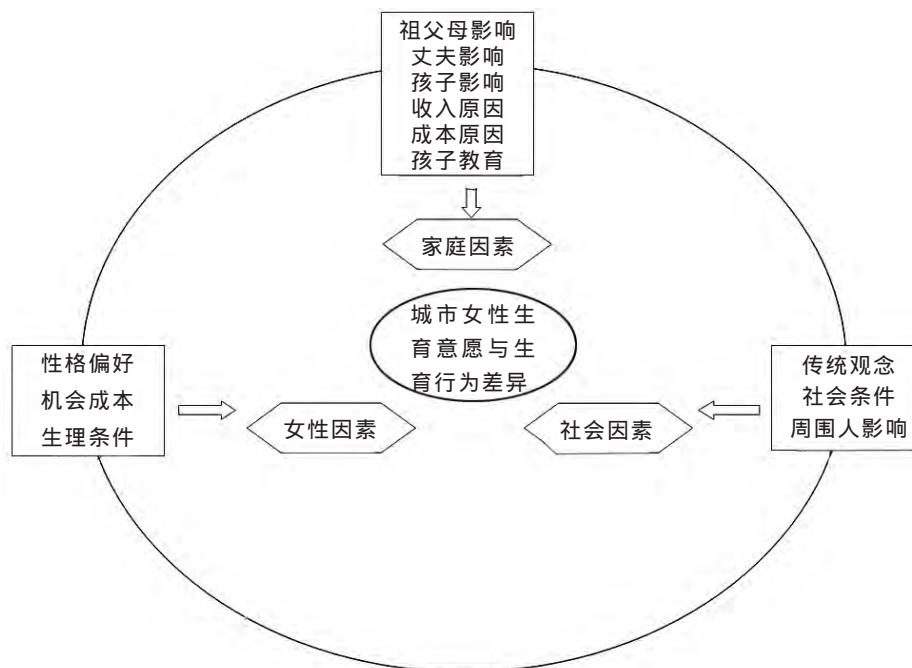 祖父母影响
丈夫影响
孩子影响
收入原因
成本原因
孩子教育
家庭因素
城市女性生
育意愿与生
育行为差异
性格偏好
机会成本
生理条件
女性因素
社会因素
传统观念
社会条件
周围人影响